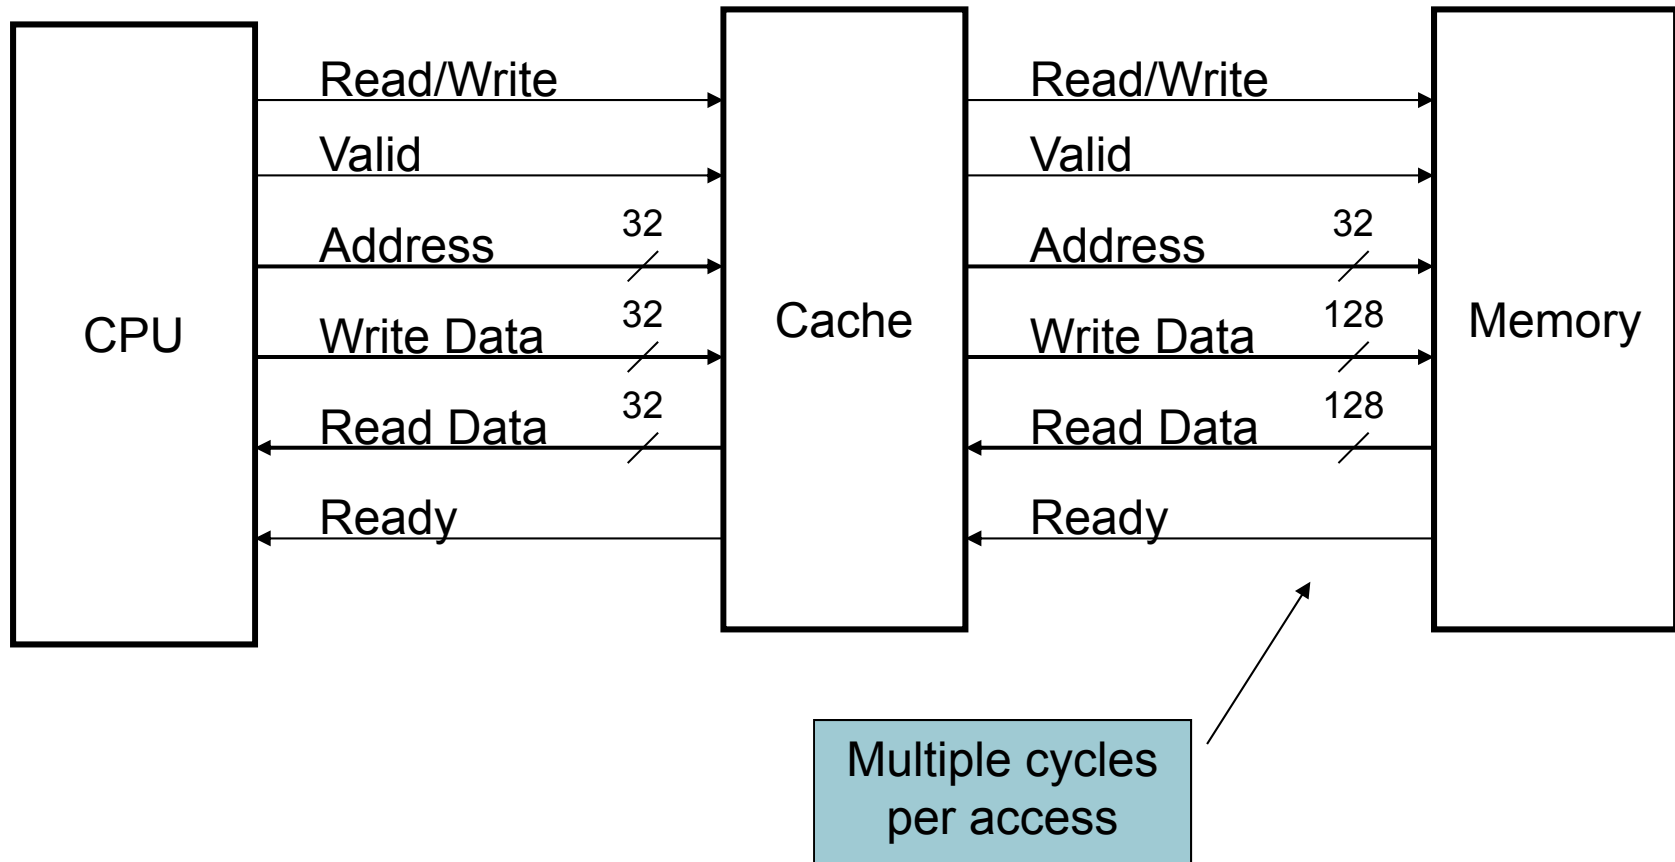 Read/Write
Valid
32
Address
32
Write Data
32
Read Data
Ready
CPU
Cache
Read/Write
Valid
32
Address
128
Write Data
128
Read Data
Ready
Memory
Multiple cycles
per access